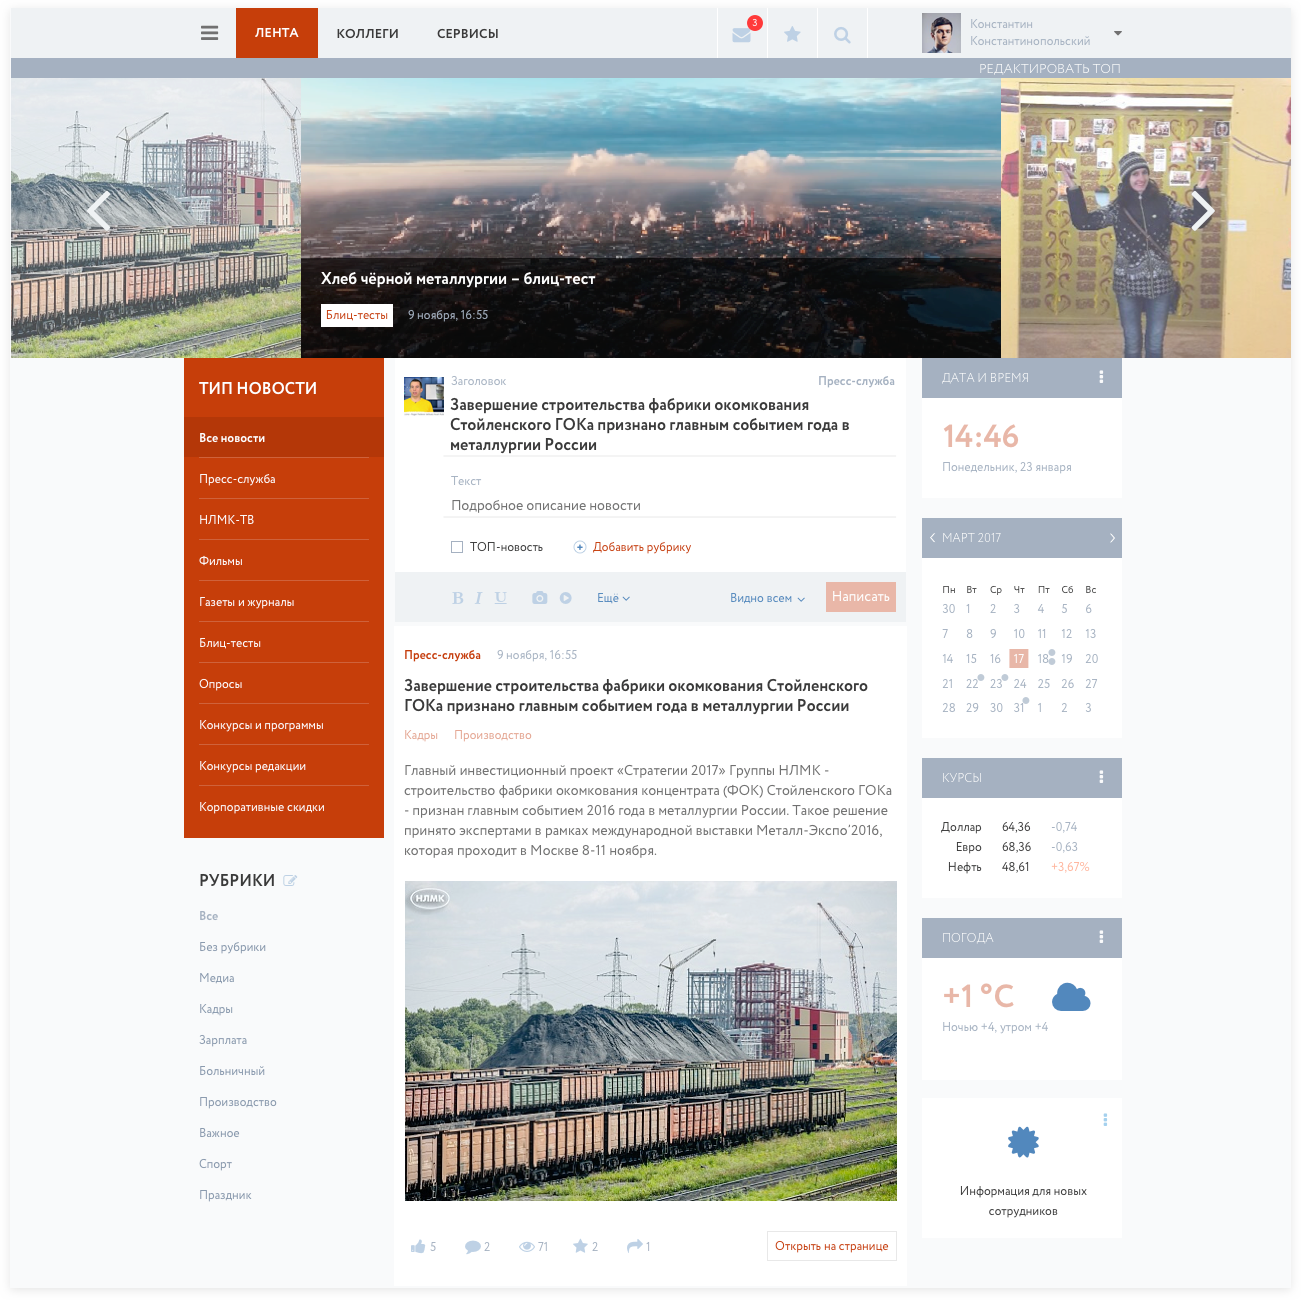 ЛЕНТА
КОЛЛЕГИ
СЕРВИСЫ
3
Константин
Константинопольский
РЕДАКТИРОВАТЬ ТОП
Хлеб чёрной металлургии – блиц-тест
Блиц-тесты
9 ноября, 16:55
ТИП НОВОСТИ
Все новости
Пресс-служба
НЛМК-ТВ
Фильмы
Газеты и журналы
Блиц-тесты
Опросы
Конкурсы и программы
Конкурсы редакции
Корпоративные скидки
РУБРИКИ
Все
Без рубрики
Медиа
Кадры
Зарплата
Больничный
Производство
Важное
Спорт
Праздник
Заголовок
Пресс-служба
Завершение строительства фабрики окомкования
Стойленского ГОКа признано главным событием года в
металлургии России
Текст
Подробное описание новости
ТОП-новость
Добавить рубрику
B I U
Ещё
Видно всем
Написать
Пресс-служба
9 ноября, 16:55
Завершение строительства фабрики окомкования Стойленского
ГОКа признано главным событием года в металлургии России
Кадры
Производство
Главный инвестиционный проект «Стратегии 2017» Группы НЛМК -
строительство фабрики окомкования концентрата (ФОК) Стойленского ГОКа
- признан главным событием 2016 года в металлургии России. Такое решение
принято экспертами в рамках международной выставки Металл-Экспо'2016,
которая проходит в Москве 8-11 ноября.
НЛМК
5
2
71
2
1
Открыть на странице
ДАТА И ВРЕМЯ
14:46
Понедельник, 23 января
МАРТ 2017
Пн Вт Ср Чт Пт Сб Вс
30 1 2 3 4 5 6
7 8 9 10 11 12 13
14 15 16 17 18 19 20
21 22 23 24 25 26 27
28 29 30 31 1 2 3
КУРСЫ
Доллар 64,36 -0,74
Евро 68,36 -0,63
Нефть 48,61 +3,67%
ПОГОДА
+1 °C
Ночью +4, утром +4
Информация для новых
сотрудников